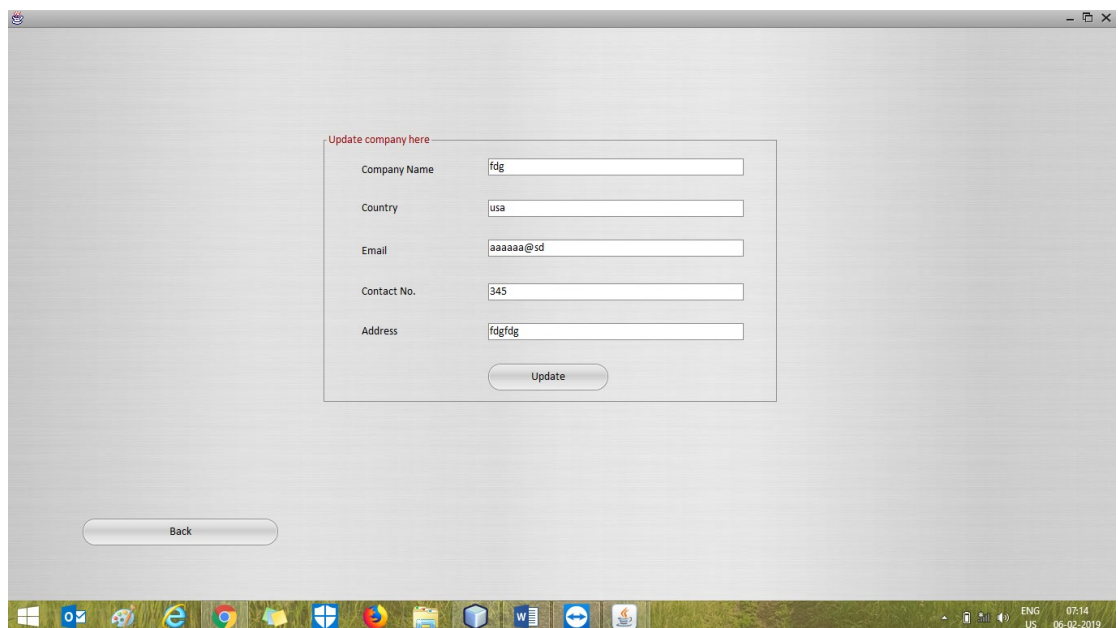 Update company here
Company Name fdg
Country usa
Email aaaaaa@sd
Contact No. 345
Address fdgfdg
Update
Back
ENG 07:14
US 06-02-2019